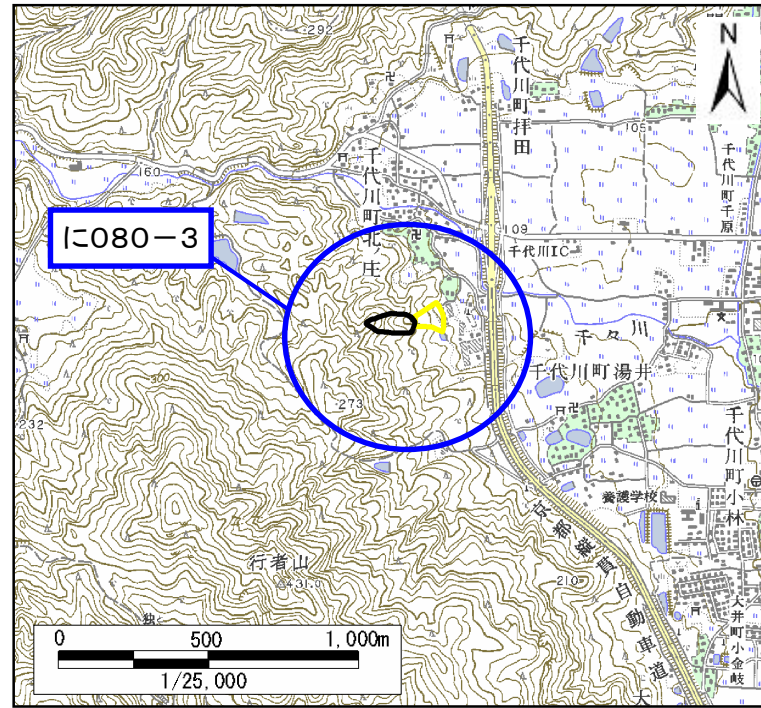 292
N
千代川町拝田
105
160
千代川町北ノ庄
千代川町千原
に080-3
109
千代川IC
千々川
300
千代川町湯井
273
232
千代川町小林
養護学校
京都縦貫自動車道
行者山
431.0
210
独
大井町小金岐
大
0 500 1,000m
1/25,000